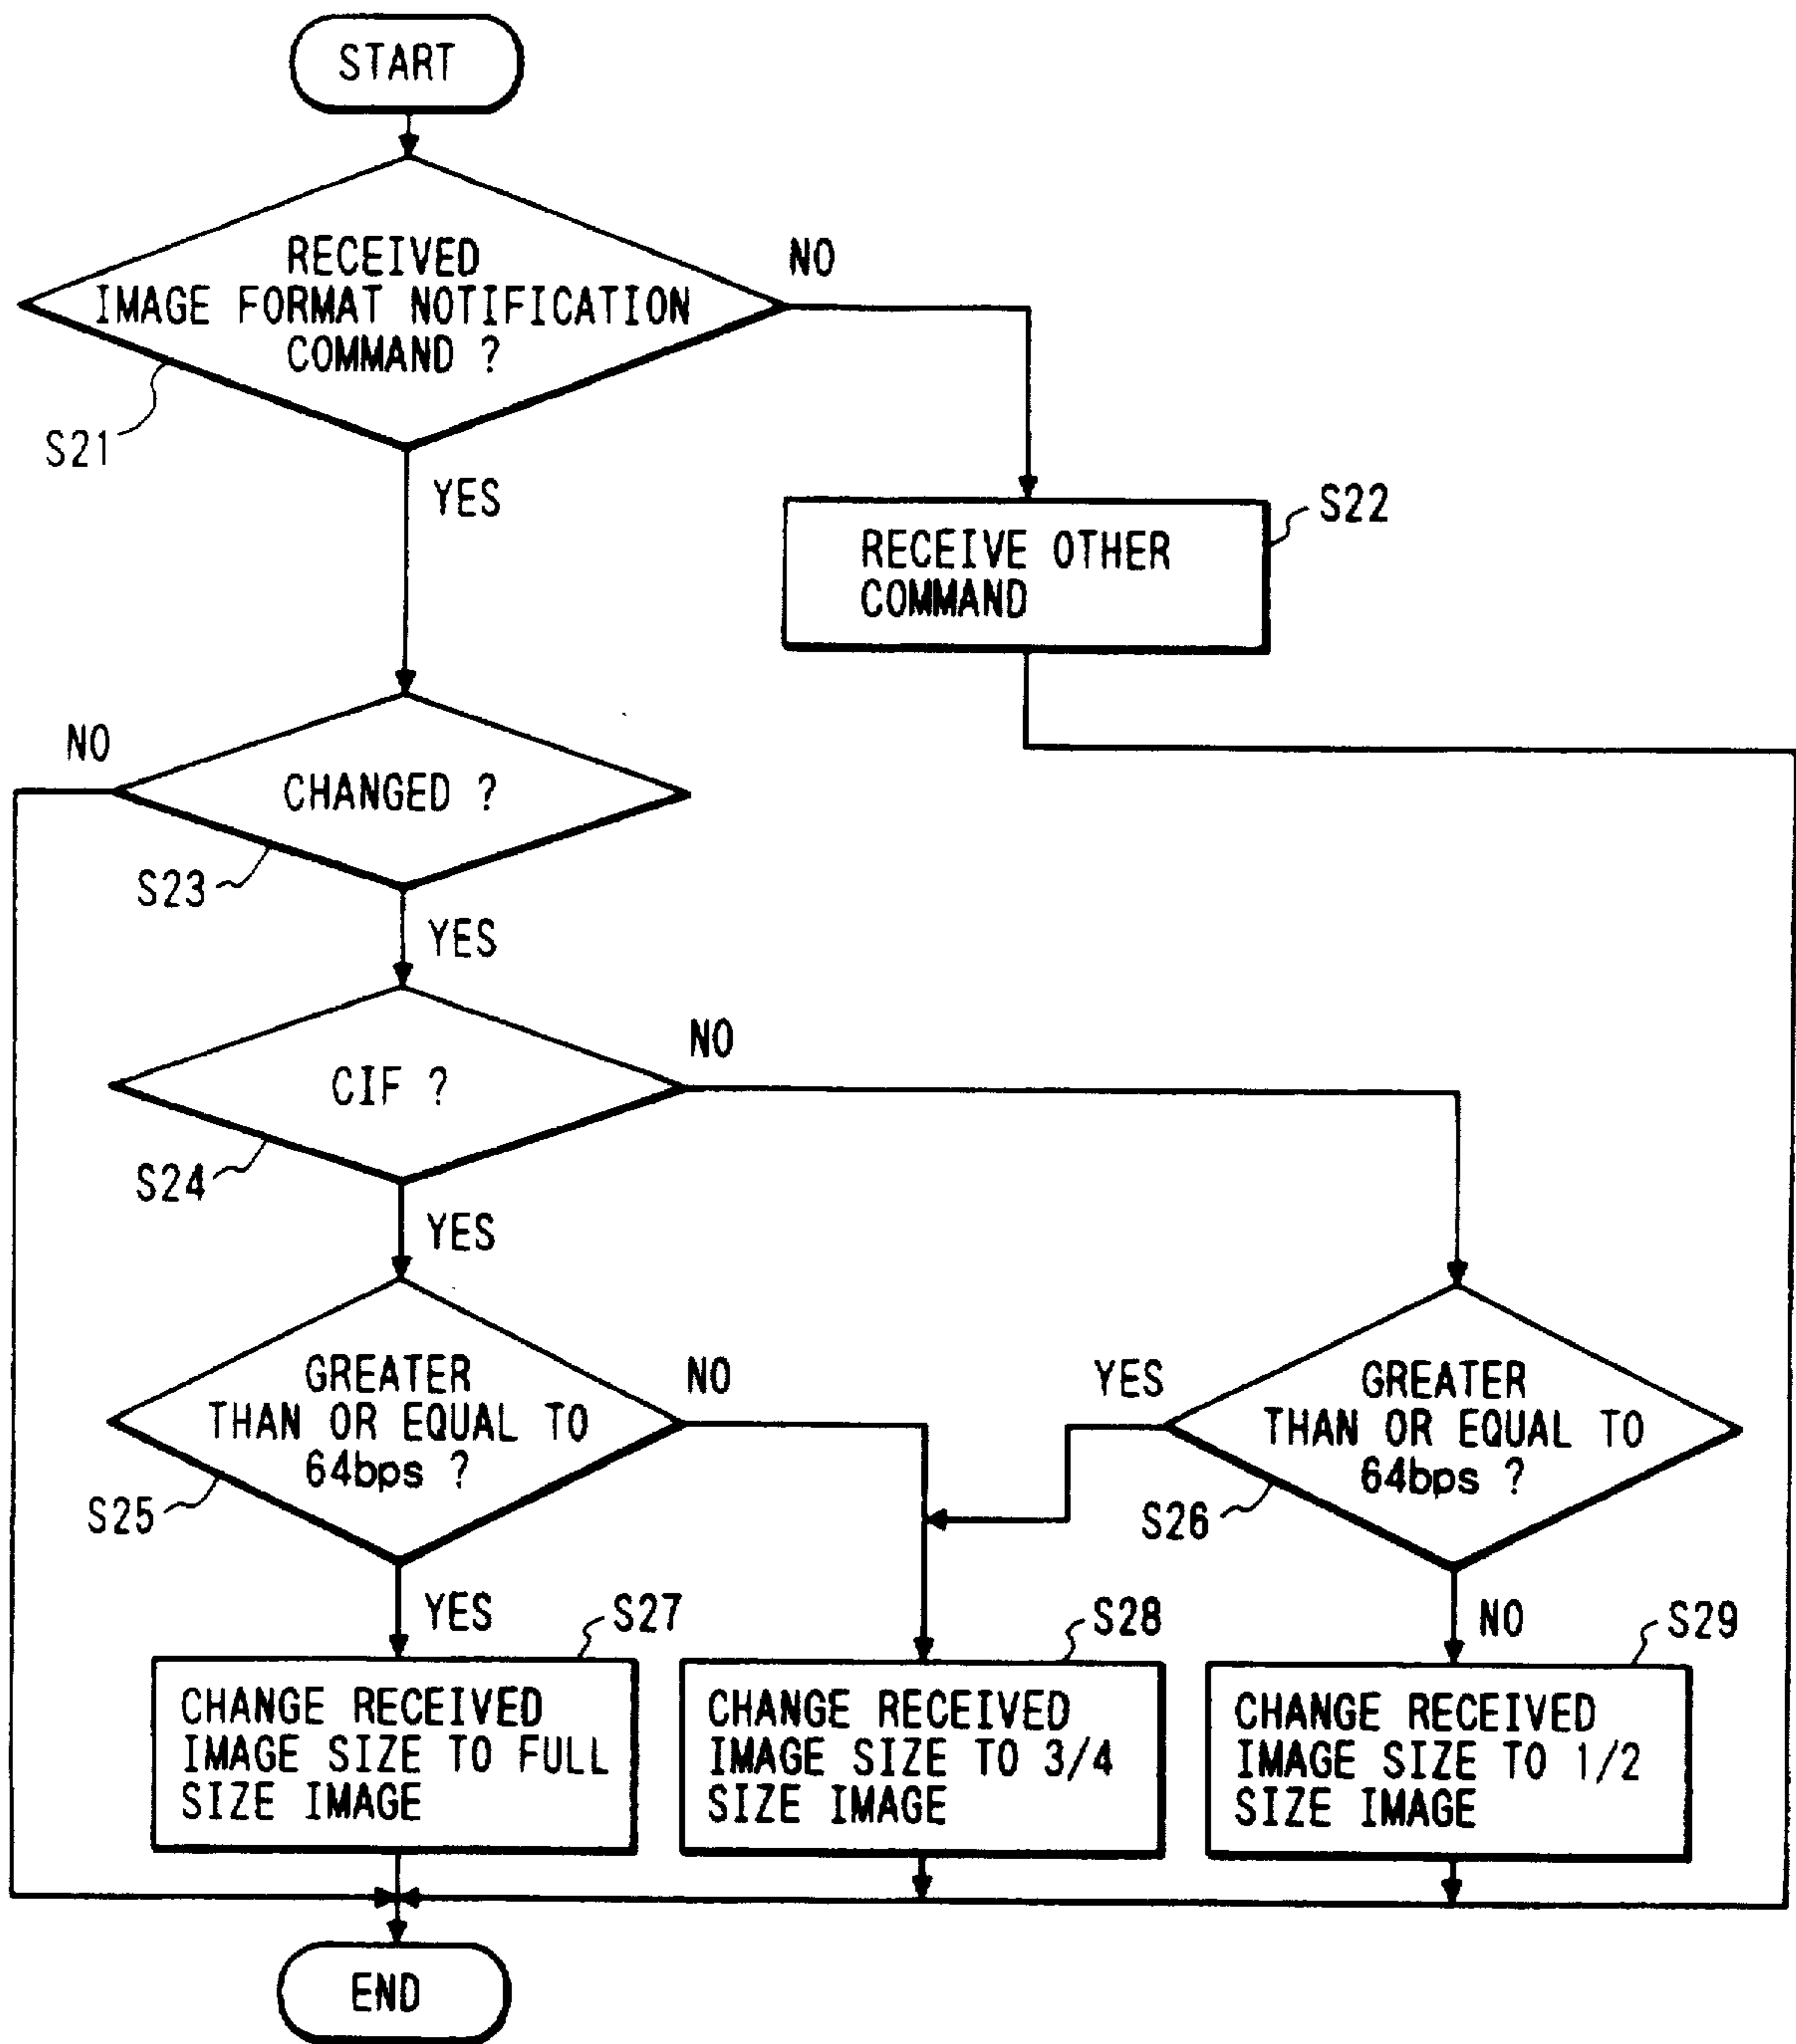 START
RECEIVED
IMAGE FORMAT NOTIFICATION
COMMAND ?
NO
S21
YES
S22
RECEIVE OTHER
COMMAND
NO
CHANGED ?
S23
YES
NO
CIF ?
S24
YES
GREATER
THAN OR EQUAL TO
64bps ?
NO
S25
YES
GREATER
THAN OR EQUAL TO
64bps ?
S26
YES
S27
S28
NO
S29
CHANGE RECEIVED
IMAGE SIZE TO FULL
SIZE IMAGE
CHANGE RECEIVED
IMAGE SIZE TO 3/4
SIZE IMAGE
CHANGE RECEIVED
IMAGE SIZE TO 1/2
SIZE IMAGE
END